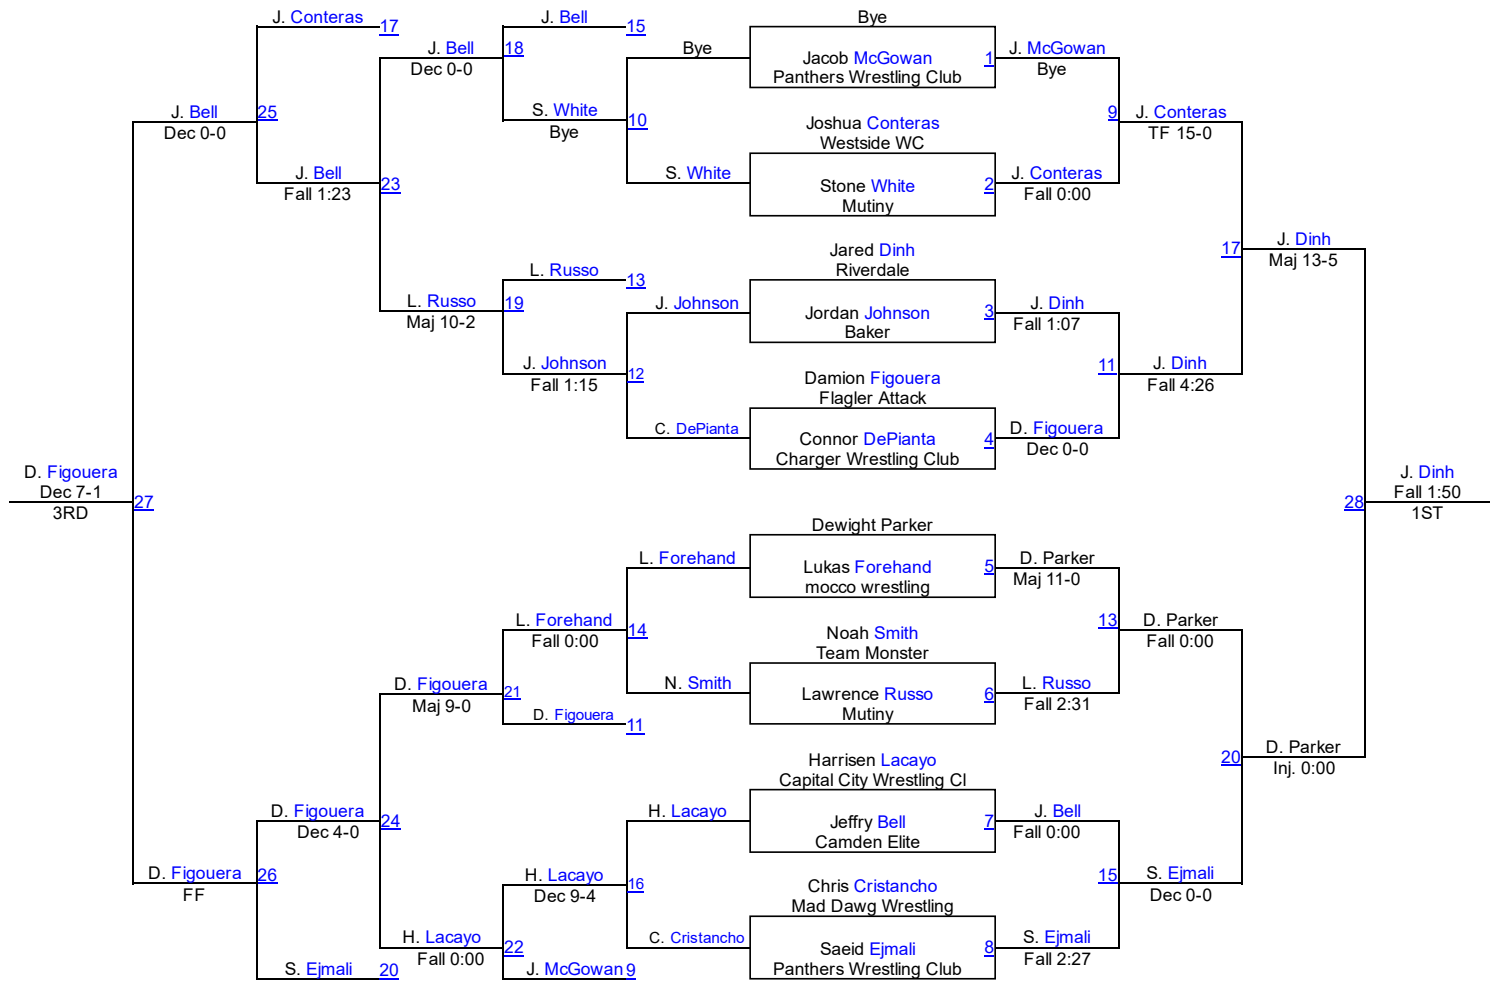 J. Conteras
17
J. Bell
Dec 0-0
18
J. Bell
15
Bye
Bye
Jacob McGowan
Panthers Wrestling Club
1
J. McGowan
Bye
J. Bell
Dec 0-0
25
S. White
Bye
10
Joshua Conteras
Westside WC
9
J. Conteras
TF 15-0
J. Bell
Fall 1:23
23
S. White
Stone White
Mutiny
2
J. Conteras
Fall 0:00
L. Russo
13
Jared Dinh
Riverdale
17
J. Dinh
Maj 13-5
L. Russo
Maj 10-2
19
J. Johnson
Jordan Johnson
Baker
3
J. Dinh
Fall 1:07
J. Johnson
Fall 1:15
12
Damion Figouera
Flagler Attack
11
J. Dinh
Fall 4:26
C. DePianta
Connor DePianta
Charger Wrestling Club
4
D. Figouera
Dec 0-0
D. Figouera
Dec 7-1
3RD
27
28
J. Dinh
Fall 1:50
1ST
Dewight Parker
L. Forehand
Lukas Forehand
mocco wrestling
5
D. Parker
Maj 11-0
L. Forehand
Fall 0:00
14
Noah Smith
Team Monster
13
D. Parker
Fall 0:00
D. Figouera
Maj 9-0
21
N. Smith
Lawrence Russo
Mutiny
6
L. Russo
Fall 2:31
D. Figouera
11
Harrisen Lacayo
Capital City Wrestling Cl
20
D. Parker
Inj. 0:00
D. Figouera
Dec 4-0
24
H. Lacayo
Jeffry Bell
Camden Elite
7
J. Bell
Fall 0:00
D. Figouera
FF
26
H. Lacayo
Dec 9-4
16
Chris Cristancho
Mad Dawg Wrestling
15
S. Ejmali
Dec 0-0
H. Lacayo
Fall 0:00
22
C. Cristancho
Saeid Ejmali
Panthers Wrestling Club
8
S. Ejmali
Fall 2:27
S. Ejmali
20
J. McGowan
9